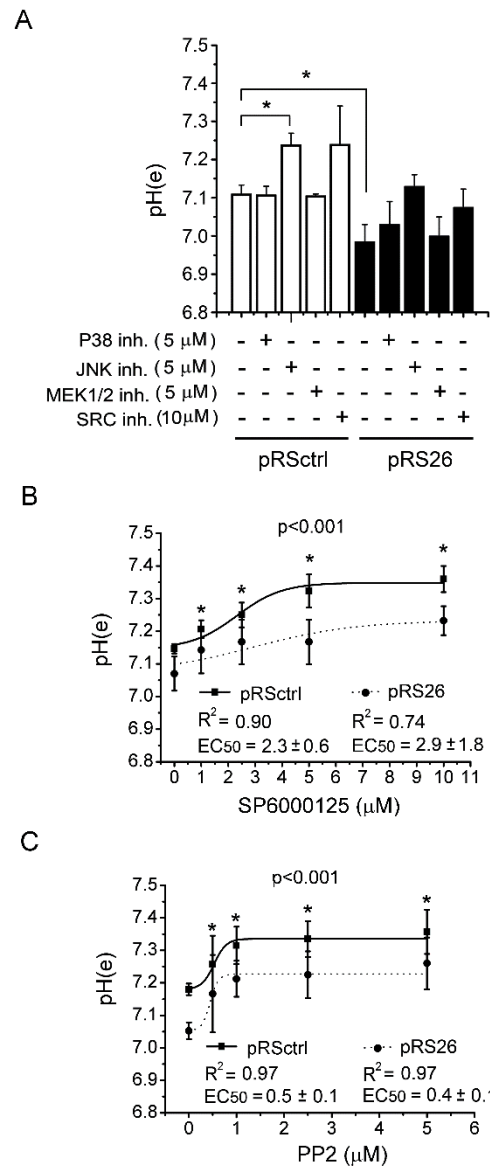 A
*
*
pH(e)
7.5
7.4
7.3
7.2
7.1
7.0
6.9
6.8
P38 inh. (5 µM) - + - - - - + - - -
JNK inh. (5 µM) - - + - - - - + - -
MEK1/2 inh. (5 µM) - - - + - - - - + -
SRC inh. (10µM) - - - - + - - - - +
pRSctrl pRS26
B
p<0.001
* * * *
pH(e)
7.5
7.4
7.3
7.2
7.1
7.0
6.9
6.8
pRSctrl pRS26
R2 = 0.90 R2 = 0.74
EC50 = 2.3 ± 0.6 EC50 = 2.9 ± 1.8
0 1 2 3 4 5 6 7 8 9 10 11
SP6000125 (µM)
C
p<0.001
* * * *
pH(e)
7.5
7.4
7.3
7.2
7.1
7.0
6.9
6.8
pRSctrl pRS26
R2 = 0.97 R2 = 0.97
EC50 = 0.5 ± 0.1 EC50 = 0.4 ± 0.1
0 1 2 3 4 5 6
PP2 (µM)